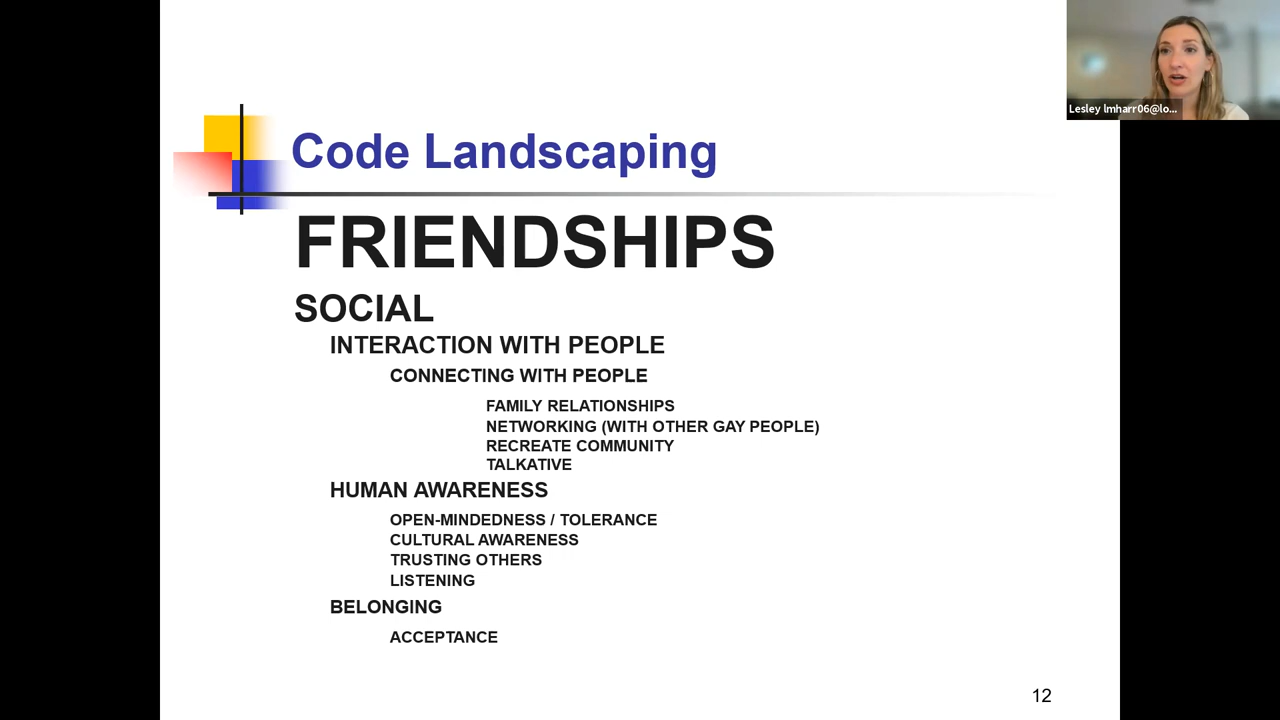 Lesley lmharr06@lo...
Code Landscaping
FRIENDSHIPS
SOCIAL
INTERACTION WITH PEOPLE
CONNECTING WITH PEOPLE
FAMILY RELATIONSHIPS
NETWORKING (WITH OTHER GAY PEOPLE)
RECREATE COMMUNITY
TALKATIVE
HUMAN AWARENESS
OPEN-MINDEDNESS / TOLERANCE
CULTURAL AWARENESS
TRUSTING OTHERS
LISTENING
BELONGING
ACCEPTANCE
12